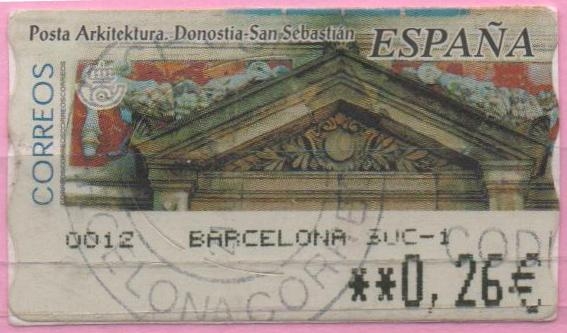 Posta Arkitektura. Donostia-San Sebastián
ESPAÑA
CORREOS
0012 BARCELONA SUC-1
**0,26€